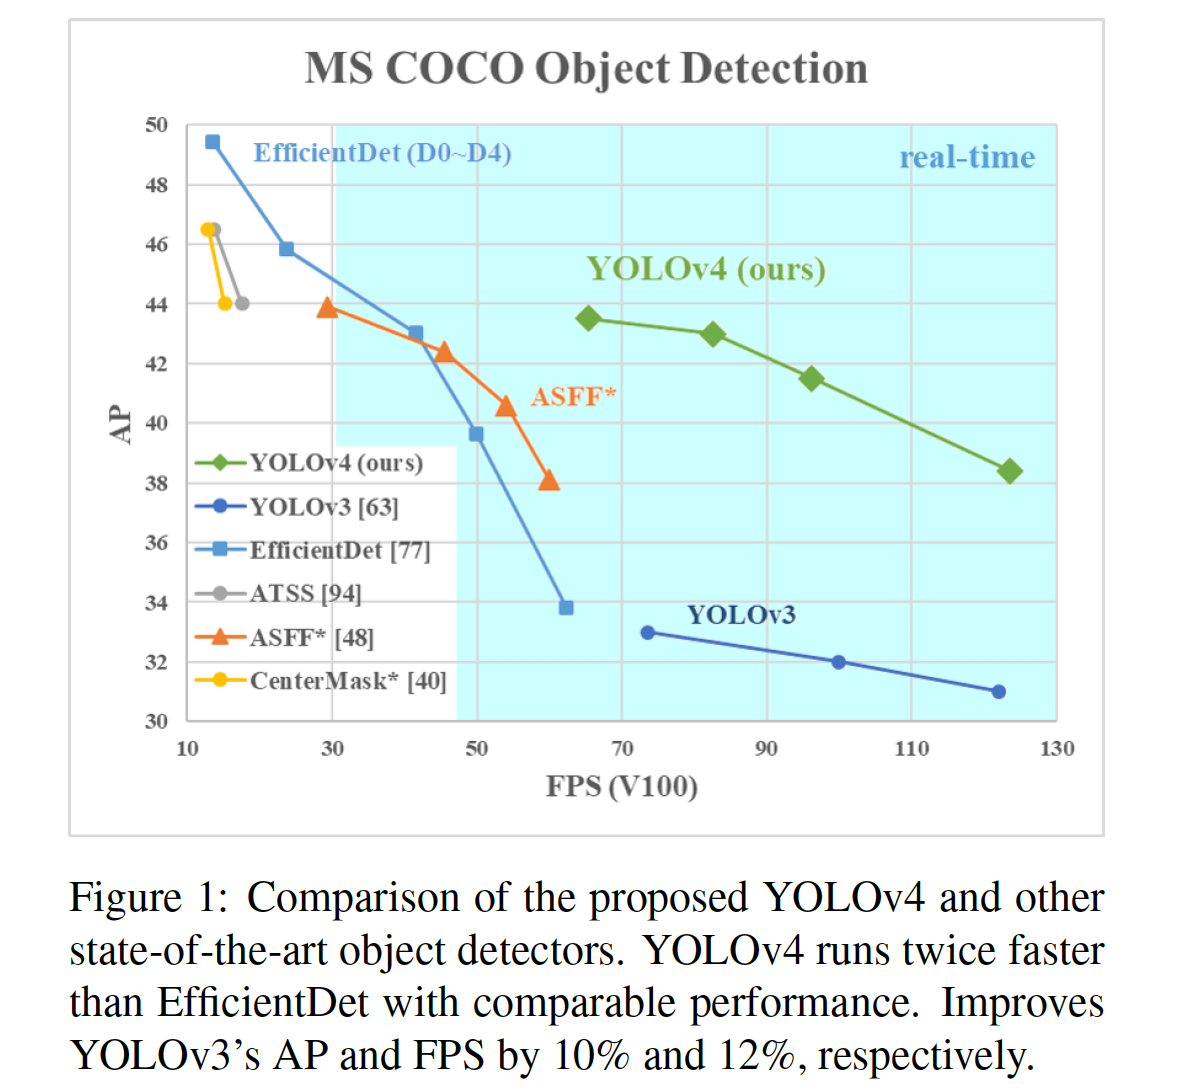 MS COCO Object Detection
50
EfficientDet (D0~D4)
real-time
48
46
YOLOv4 (ours)
44
42
ASFF*
AP
40
YOLOv4 (ours)
38
YOLOv3 [63]
36
EfficientDet [77]
34
ATSS [94]
YOLOv3
ASFF* [48]
32
CenterMask* [40]
30
10 30 50 70 90 110 130
FPS (V100)
Figure 1: Comparison of the proposed YOLOv4 and other
state-of-the-art object detectors. YOLOv4 runs twice faster
than EfficientDet with comparable performance. Improves
YOLOv3’s AP and FPS by 10% and 12%, respectively.